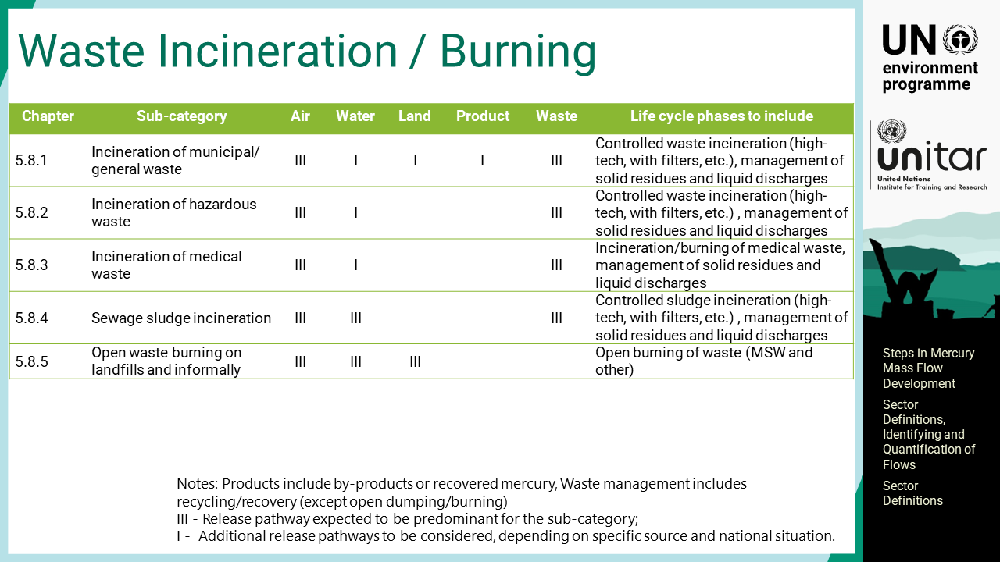 Waste Incineration / Burning
Chapter Sub-category Air Water Land Product Waste Life cycle phases to include
5.8.1 Incineration of municipal/ general waste III I I I III Controlled waste incineration (high-
tech, with filters, etc.), management of
solid residues and liquid discharges
5.8.2 Incineration of hazardous waste III I III Controlled waste incineration (high-
tech, with filters, etc.) , management of
solid residues and liquid discharges
5.8.3 Incineration of medical waste III I III Incineration/burning of medical waste,
management of solid residues and
liquid discharges
5.8.4 Sewage sludge incineration III III III Controlled sludge incineration (high-
tech, with filters, etc.) , management of
solid residues and liquid discharges
5.8.5 Open waste burning on landfills and informally III III III Open burning of waste (MSW and
other)
Notes: Products include by-products or recovered mercury, Waste management includes
recycling/recovery (except open dumping/burning)
III - Release pathway expected to be predominant for the sub-category;
I - Additional release pathways to be considered, depending on specific source and national situation.
UN
environment
programme
unitar
United Nations
Institute for Training and Research
Steps in Mercury
Mass Flow
Development
Sector
Definitions,
Identifying and
Quantification of
Flows
Sector
Definitions